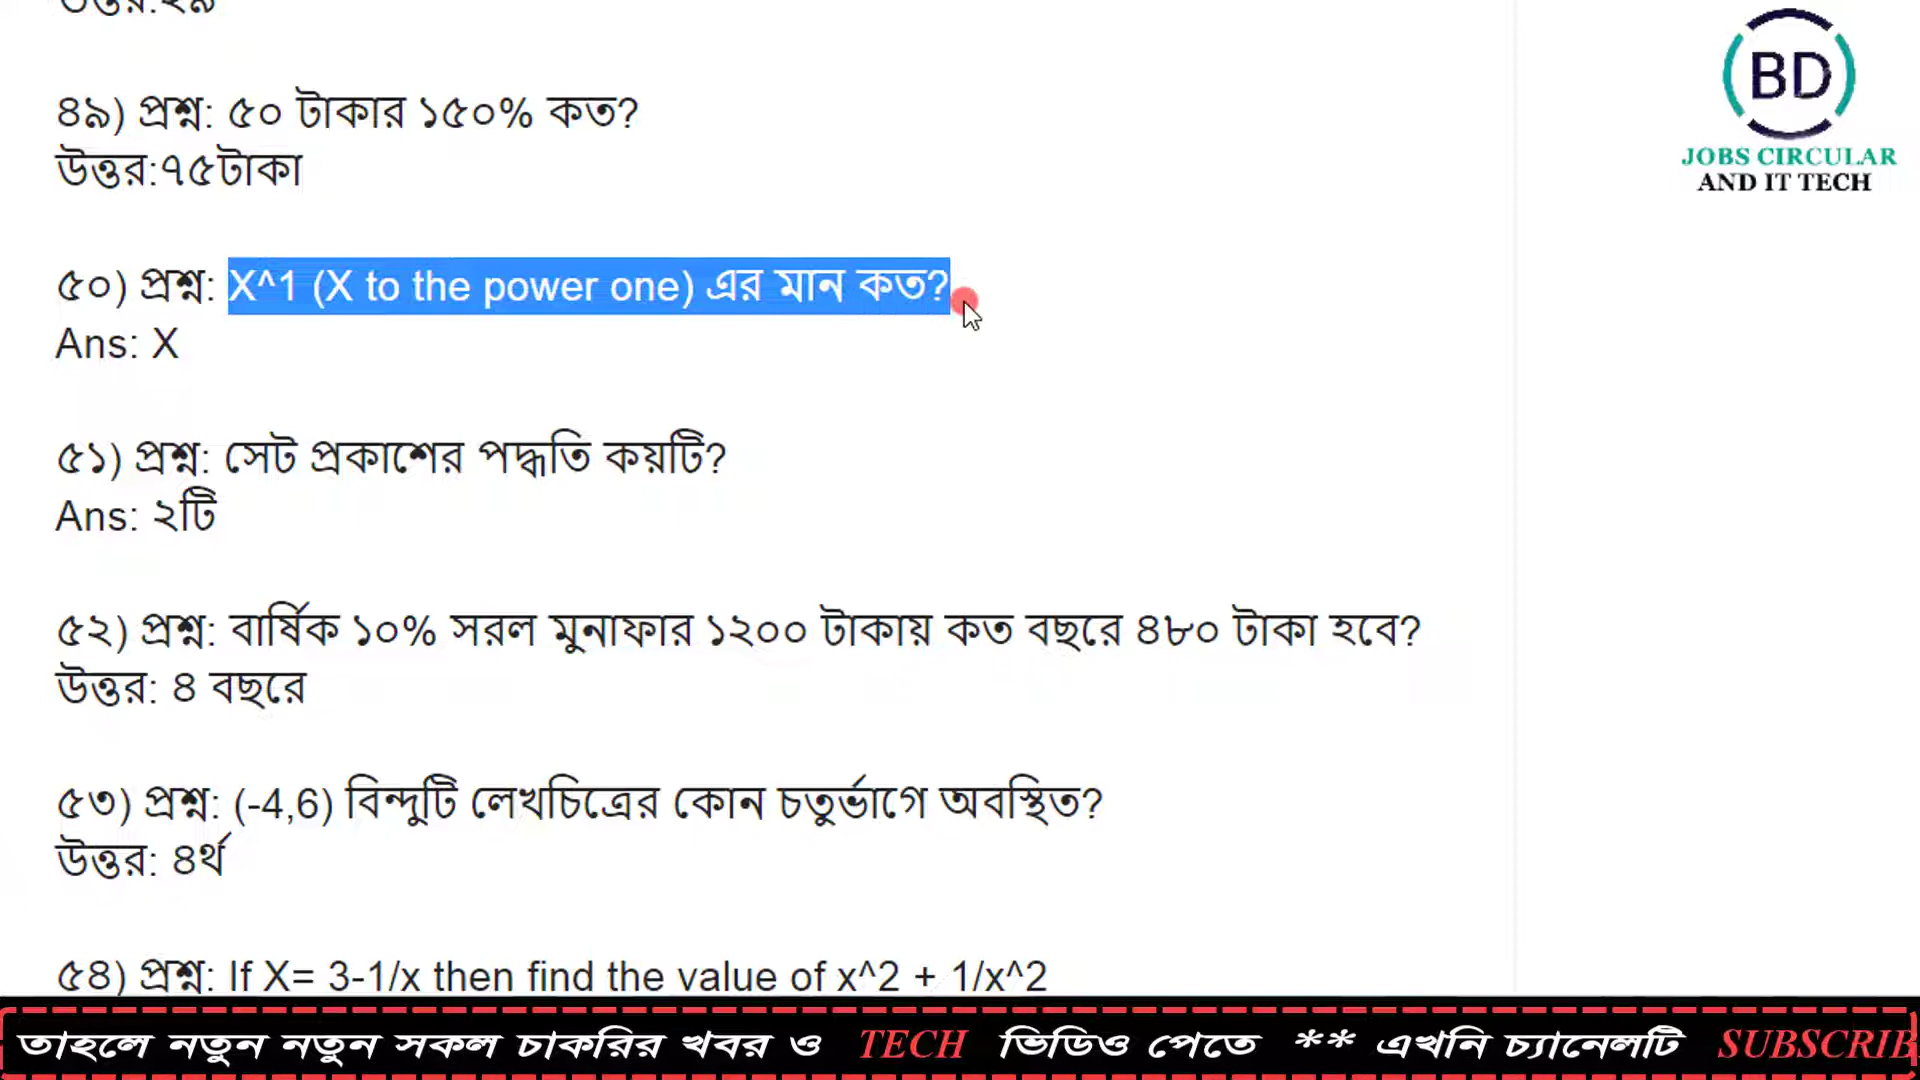 উত্তর:২৯
BD
JOBS CIRCULAR
AND IT TECH
৪৯) প্রশ্ন: ৫০ টাকার ১৫০% কত?
উত্তর:৭৫টাকা
৫০) প্রশ্ন: X^1 (X to the power one) এর মান কত?
Ans: X
৫১) প্রশ্ন: সেট প্রকাশের পদ্ধতি কয়টি?
Ans: ২টি
৫২) প্রশ্ন: বার্ষিক ১০% সরল মুনাফার ১২০০ টাকায় কত বছরে ৪৮০ টাকা হবে?
উত্তর: ৪ বছরে
৫৩) প্রশ্ন: (-4,6) বিন্দুটি লেখচিত্রের কোন চতুর্ভাগে অবস্থিত?
উত্তর: ৪র্থ
৫৪) প্রশ্ন: If X= 3-1/x then find the value of x^2 + 1/x^2
তাহলে নতুন নতুন সকল চাকরির খবর ও TECH ভিডিও পেতে ** এখনি চ্যানেলটি SUBSCRIB